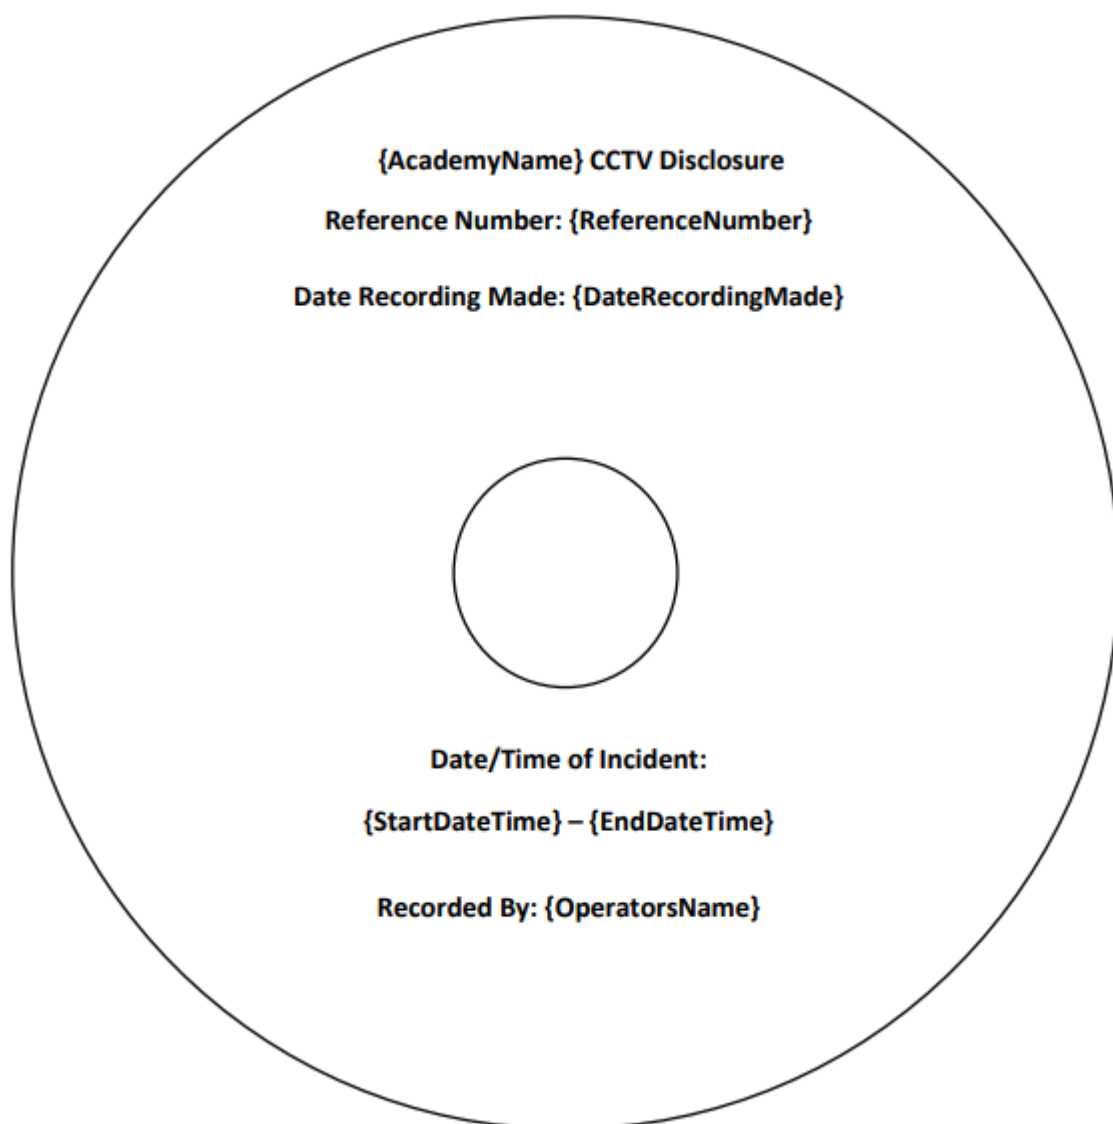 {AcademyName} CCTV Disclosure
Reference Number: {ReferenceNumber}
Date Recording Made: {DateRecordingMade}
Date/Time of Incident:
{StartDateTime} – {EndDateTime}
Recorded By: {OperatorsName}